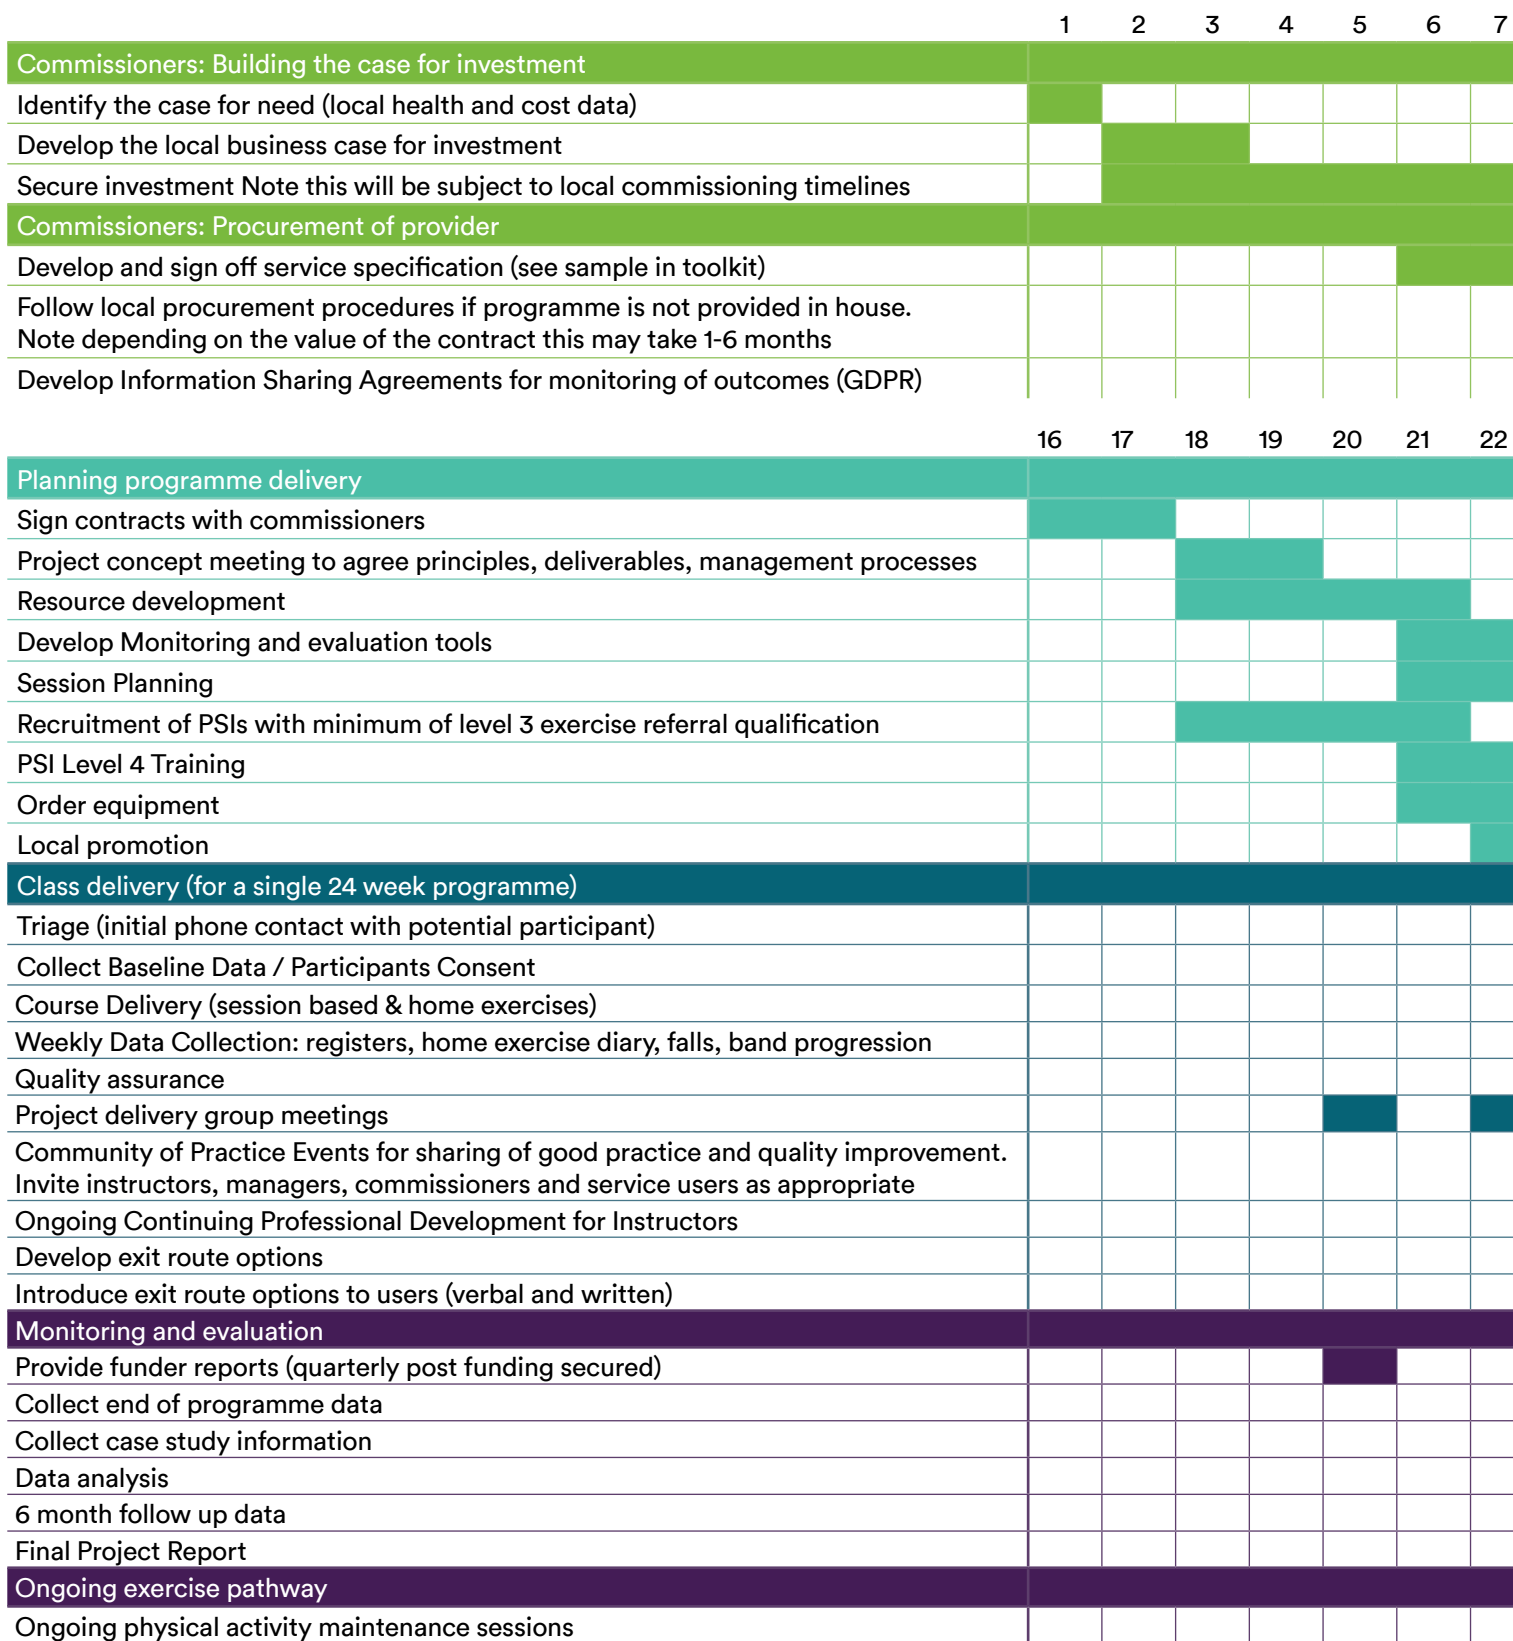 1 2 3 4 5 6 7
Commissioners: Building the case for investment
Identify the case for need (local health and cost data)
Develop the local business case for investment
Secure investment Note this will be subject to local commissioning timelines
Commissioners: Procurement of provider
Develop and sign off service specification (see sample in toolkit)
Follow local procurement procedures if programme is not provided in house.
Note depending on the value of the contract this may take 1-6 months
Develop Information Sharing Agreements for monitoring of outcomes (GDPR)
16 17 18 19 20 21 22
Planning programme delivery
Sign contracts with commissioners
Project concept meeting to agree principles, deliverables, management processes
Resource development
Develop Monitoring and evaluation tools
Session Planning
Recruitment of PSIs with minimum of level 3 exercise referral qualification
PSI Level 4 Training
Order equipment
Local promotion
Class delivery (for a single 24 week programme)
Triage (initial phone contact with potential participant)
Collect Baseline Data / Participants Consent
Course Delivery (session based & home exercises)
Weekly Data Collection: registers, home exercise diary, falls, band progression
Quality assurance
Project delivery group meetings
Community of Practice Events for sharing of good practice and quality improvement.
Invite instructors, managers, commissioners and service users as appropriate
Ongoing Continuing Professional Development for Instructors
Develop exit route options
Introduce exit route options to users (verbal and written)
Monitoring and evaluation
Provide funder reports (quarterly post funding secured)
Collect end of programme data
Collect case study information
Data analysis
6 month follow up data
Final Project Report
Ongoing exercise pathway
Ongoing physical activity maintenance sessions